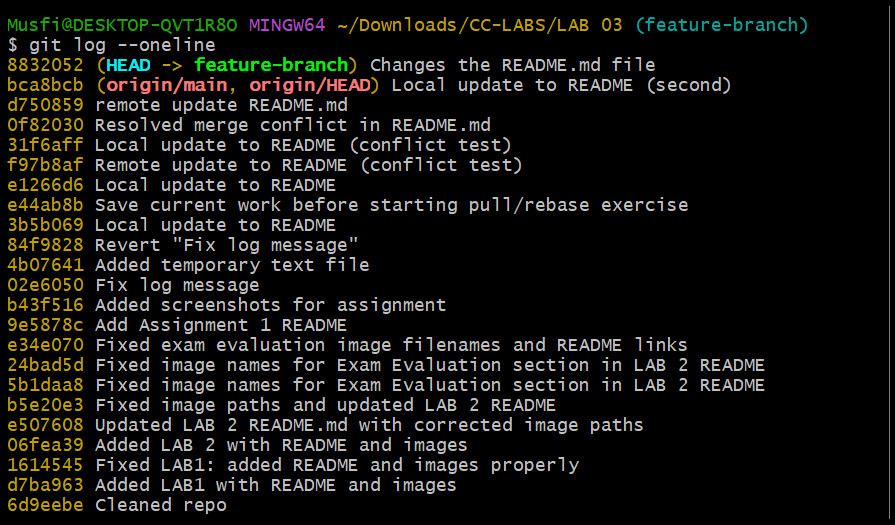 Musfi@DESKTOP-QVT1R8O MINGW64 ~/Downloads/CC-LABS/LAB 03 (feature-branch)
$ git log --oneline
8832052 (HEAD -> feature-branch) Changes the README.md file
bca8bcb (origin/main, origin/HEAD) Local update to README (second)
d750859 remote update README.md
0f82030 Resolved merge conflict in README.md
31f6aff Local update to README (conflict test)
f97b8af Remote update to README (conflict test)
e1266d6 Local update to README
e44ab8b Save current work before starting pull/rebase exercise
3b5b069 Local update to README
84f9828 Revert "Fix log message"
4b07641 Added temporary text file
02e6050 Fix log message
b43f516 Added screenshots for assignment
9e5878c Add Assignment 1 README
e34e070 Fixed exam evaluation image filenames and README links
24bad5d Fixed image names for Exam Evaluation section in LAB 2 README
5b1daa8 Fixed image names for Exam Evaluation section in LAB 2 README
b5e20e3 Fixed image paths and updated LAB 2 README
e507608 Updated LAB 2 README.md with corrected image paths
06fea39 Added LAB 2 with README and images
1614545 Fixed LAB1: added README and images properly
d7ba963 Added LAB1 with README and images
6d9eebe Cleaned repo